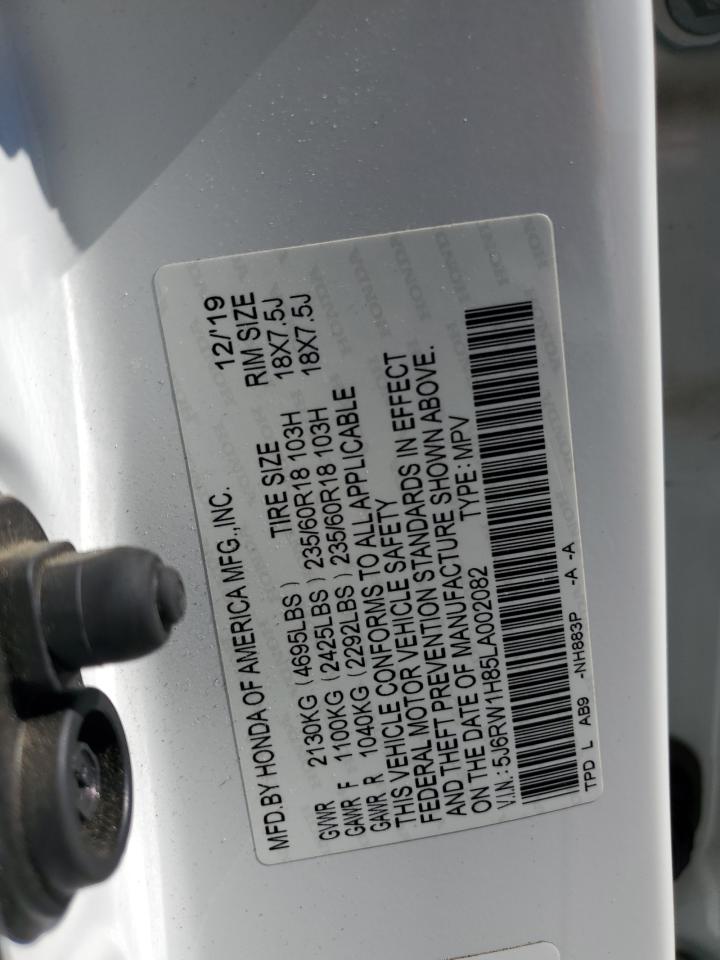 MFD.BY HONDA OF AMERICA MFG.,INC. 12/'19
GVWR 2130KG (4695LBS) TIRE SIZE RIM SIZE
GAWR F 1100KG (2425LBS) 235/60R18 103H 18X7.5J
GAWR R 1040KG (2292LBS) 235/60R18 103H 18X7.5J
THIS VEHICLE CONFORMS TO ALL APPLICABLE
FEDERAL MOTOR VEHICLE SAFETY
AND THEFT PREVENTION STANDARDS IN EFFECT
ON THE DATE OF MANUFACTURE SHOWN ABOVE.
V.I.N.:5J6RW1H85LA002082 TYPE:MPV
TPD L AB9 -NH883P -A -A